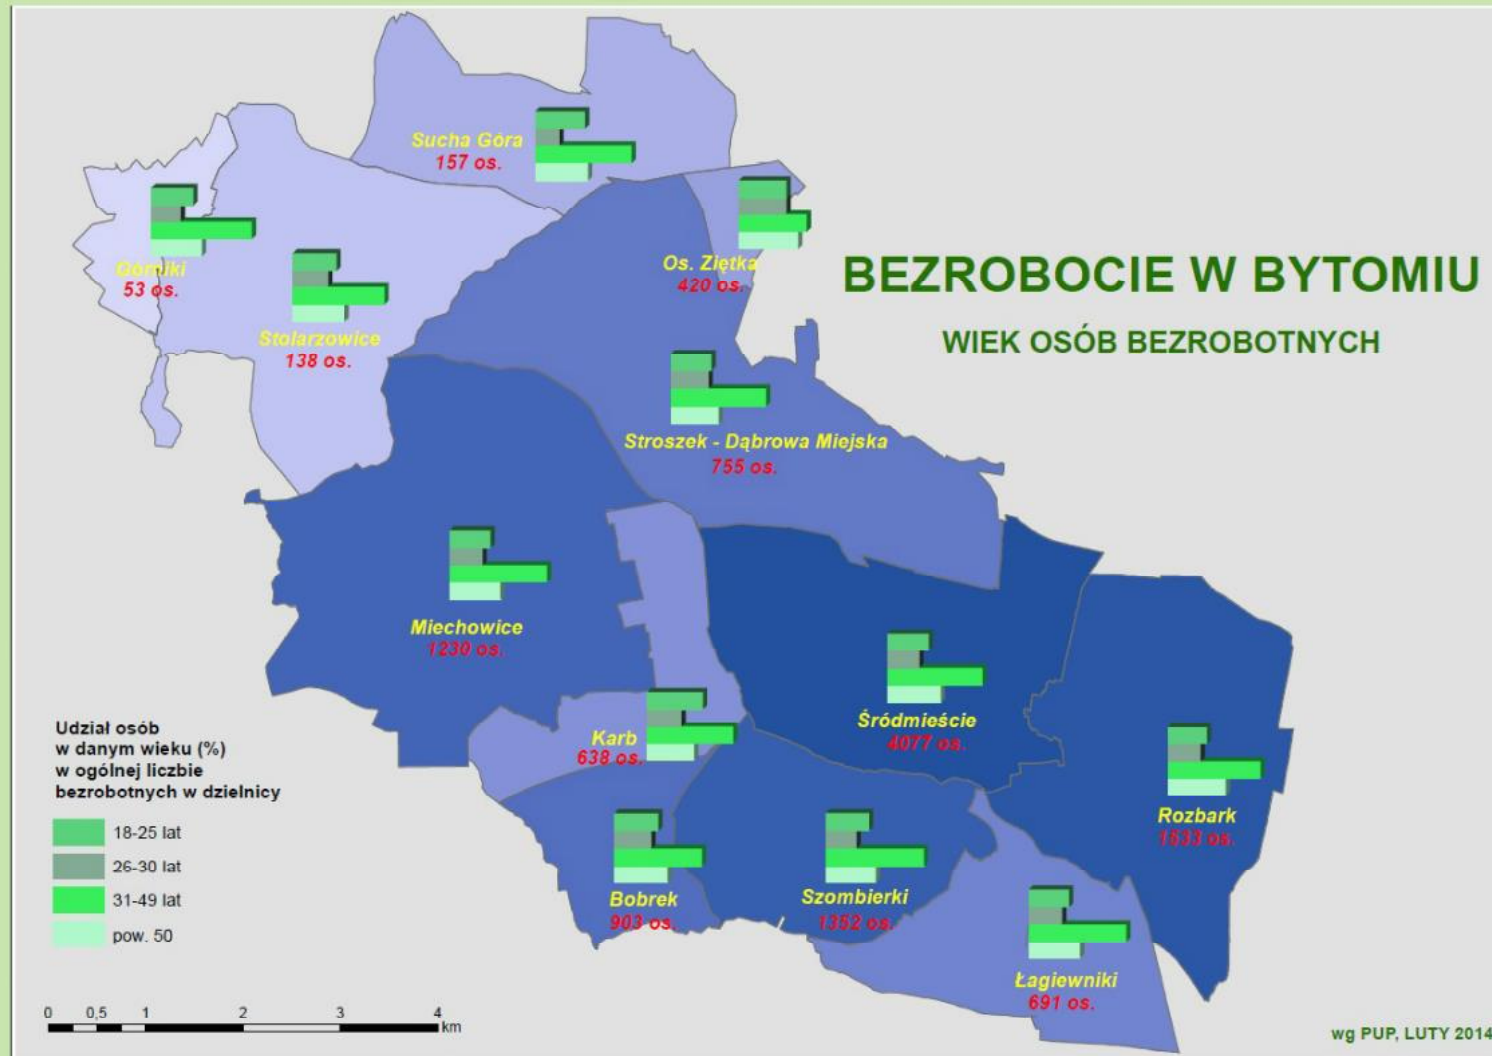 BEZROBOCIE W BYTOMIU
WIEK OSÓB BEZROBOTNYCH
Sucha Góra
157 os.
Os. Ziętka
420 os.
Górniki
53 os.
Stolarzowice
138 os.
Stroszek - Dąbrowa Miejska
755 os.
Miechowice
1230 os.
Śródmieście
4077 os.
Karb
638 os.
Rozbark
1533 os.
Bobrek
903 os.
Szombierki
1352 os.
Łagiewniki
691 os.
Udział osób
w danym wieku (%)
w ogólnej liczbie
bezrobotnych w dzielnicy
18-25 lat
26-30 lat
31-49 lat
pow. 50
0 0,5 1 2 3 4
km
wg PUP, LUTY 2014